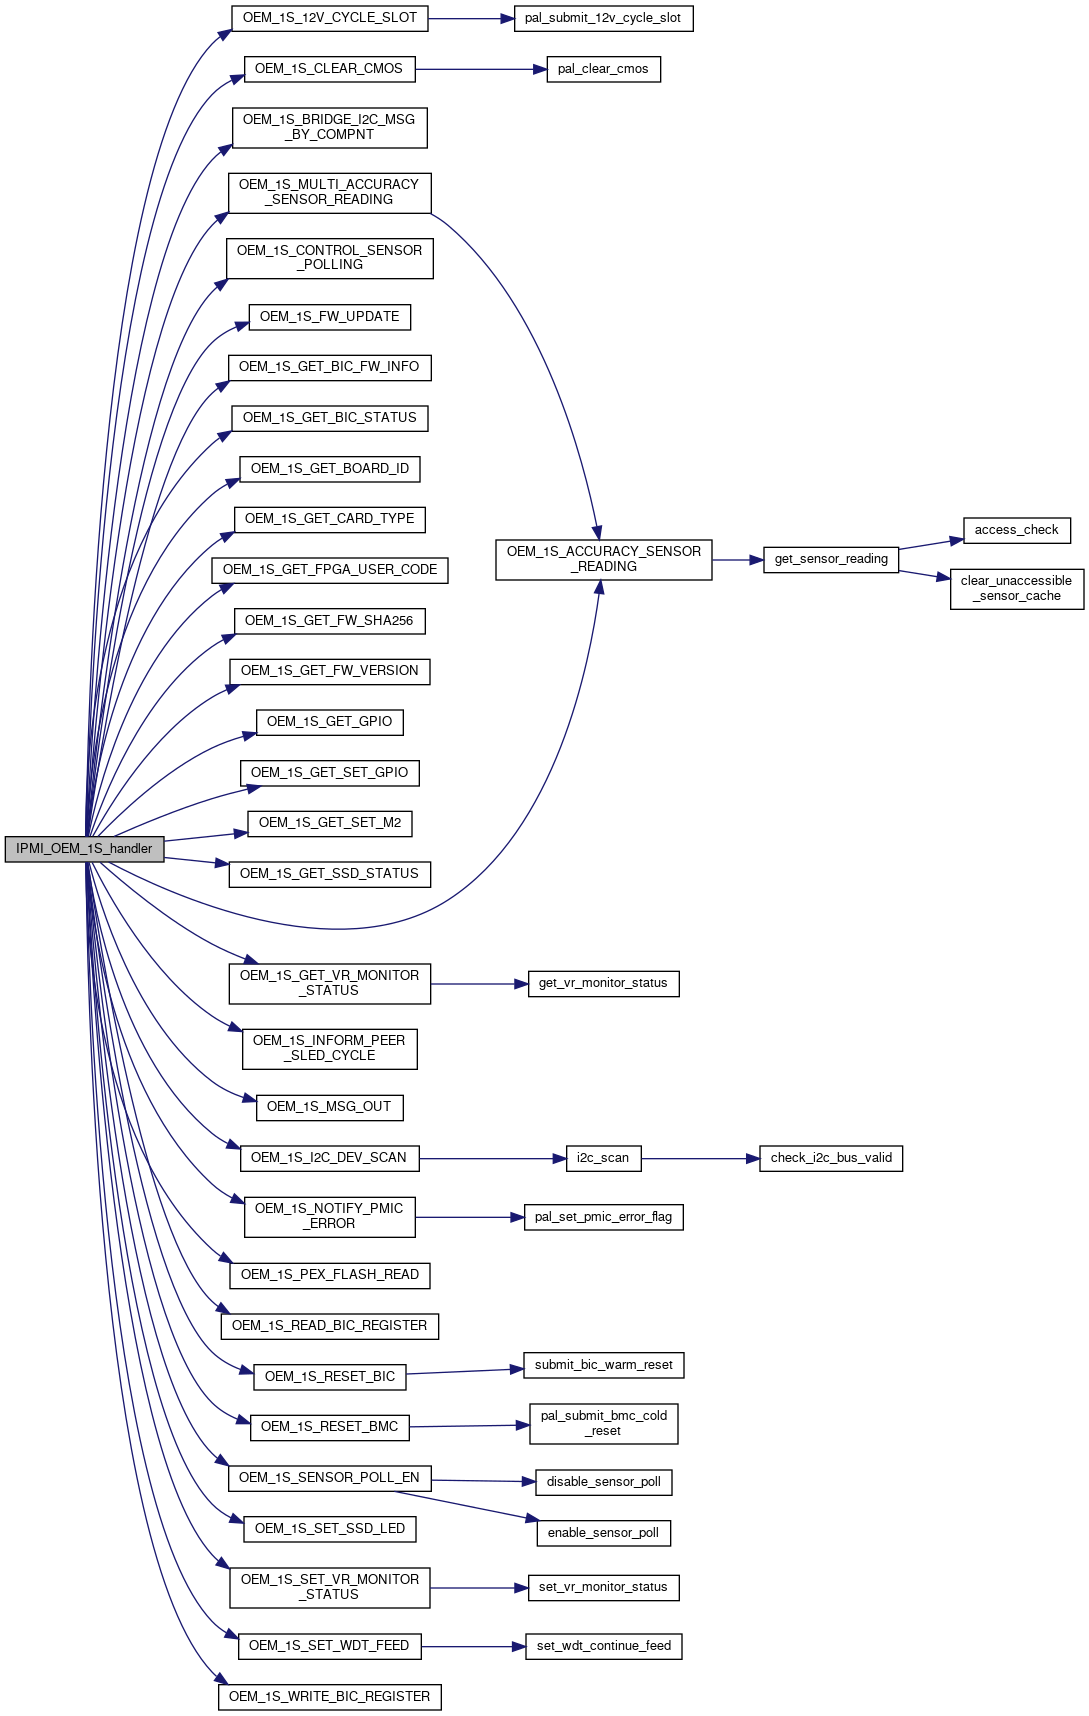 OEM_1S_12V_CYCLE_SLOT
pal_submit_12v_cycle_slot
OEM_1S_CLEAR_CMOS
pal_clear_cmos
OEM_1S_BRIDGE_I2C_MSG
_BY_COMPNT
OEM_1S_MULTI_ACCURACY
_SENSOR_READING
OEM_1S_CONTROL_SENSOR
_POLLING
OEM_1S_FW_UPDATE
OEM_1S_GET_BIC_FW_INFO
OEM_1S_GET_BIC_STATUS
OEM_1S_GET_BOARD_ID
OEM_1S_GET_CARD_TYPE
OEM_1S_ACCURACY_SENSOR
_READING
get_sensor_reading
access_check
clear_unaccessible
_sensor_cache
OEM_1S_GET_FPGA_USER_CODE
OEM_1S_GET_FW_SHA256
OEM_1S_GET_FW_VERSION
OEM_1S_GET_GPIO
OEM_1S_GET_SET_GPIO
OEM_1S_GET_SET_M2
IPMI_OEM_1S_handler
OEM_1S_GET_SSD_STATUS
OEM_1S_GET_VR_MONITOR
_STATUS
get_vr_monitor_status
OEM_1S_INFORM_PEER
_SLED_CYCLE
OEM_1S_MSG_OUT
OEM_1S_I2C_DEV_SCAN
i2c_scan
check_i2c_bus_valid
OEM_1S_NOTIFY_PMIC
_ERROR
pal_set_pmic_error_flag
OEM_1S_PEX_FLASH_READ
OEM_1S_READ_BIC_REGISTER
OEM_1S_RESET_BIC
submit_bic_warm_reset
OEM_1S_RESET_BMC
pal_submit_bmc_cold
_reset
OEM_1S_SENSOR_POLL_EN
disable_sensor_poll
enable_sensor_poll
OEM_1S_SET_SSD_LED
OEM_1S_SET_VR_MONITOR
_STATUS
set_vr_monitor_status
OEM_1S_SET_WDT_FEED
set_wdt_continue_feed
OEM_1S_WRITE_BIC_REGISTER